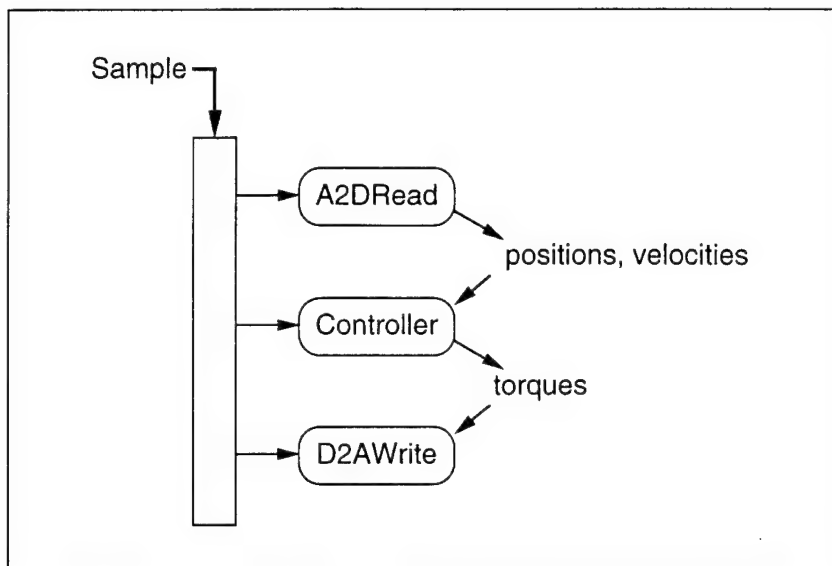 Sample
A2DRead
positions, velocities
Controller
torques
D2AWrite